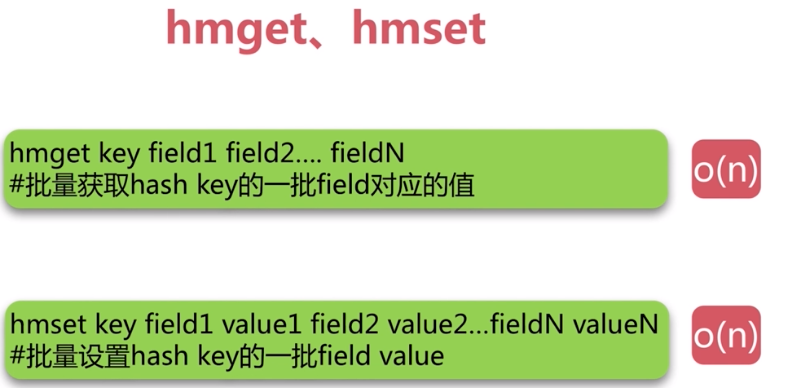 hmget、hmset
hmget key field1 field2.... fieldN
#批量获取hash key的一批field对应的值
o(n)
hmset key field1 value1 field2 value2...fieldN valueN
#批量设置hash key的一批field value
o(n)